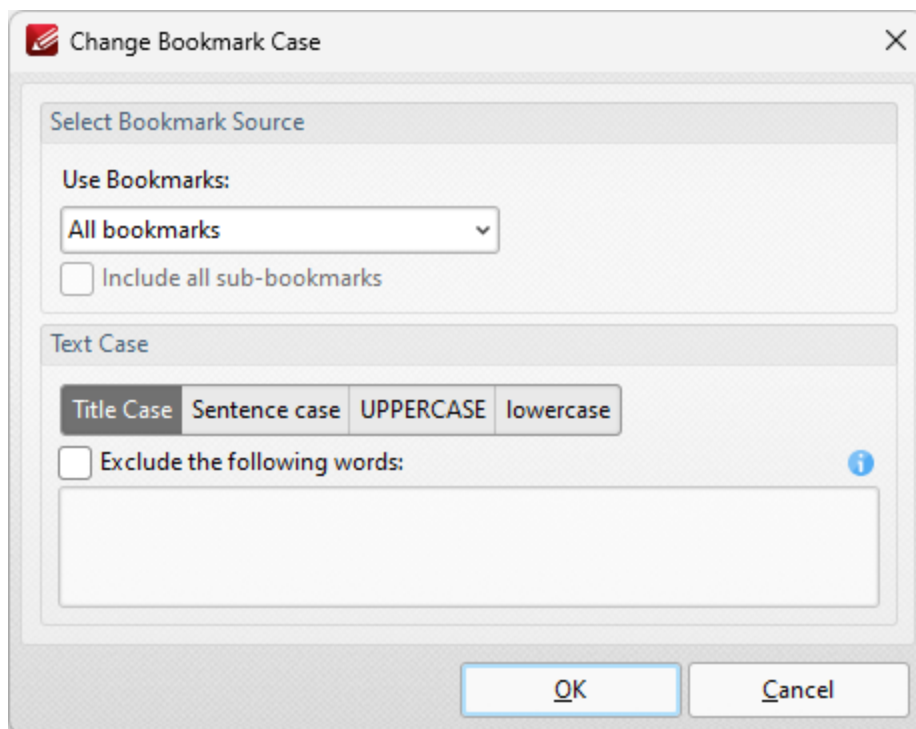 Change Bookmark Case
Select Bookmark Source
Use Bookmarks:
All bookmarks
Include all sub-bookmarks
Text Case
Title Case Sentence case UPPERCASE lowercase
Exclude the following words:
OK Cancel